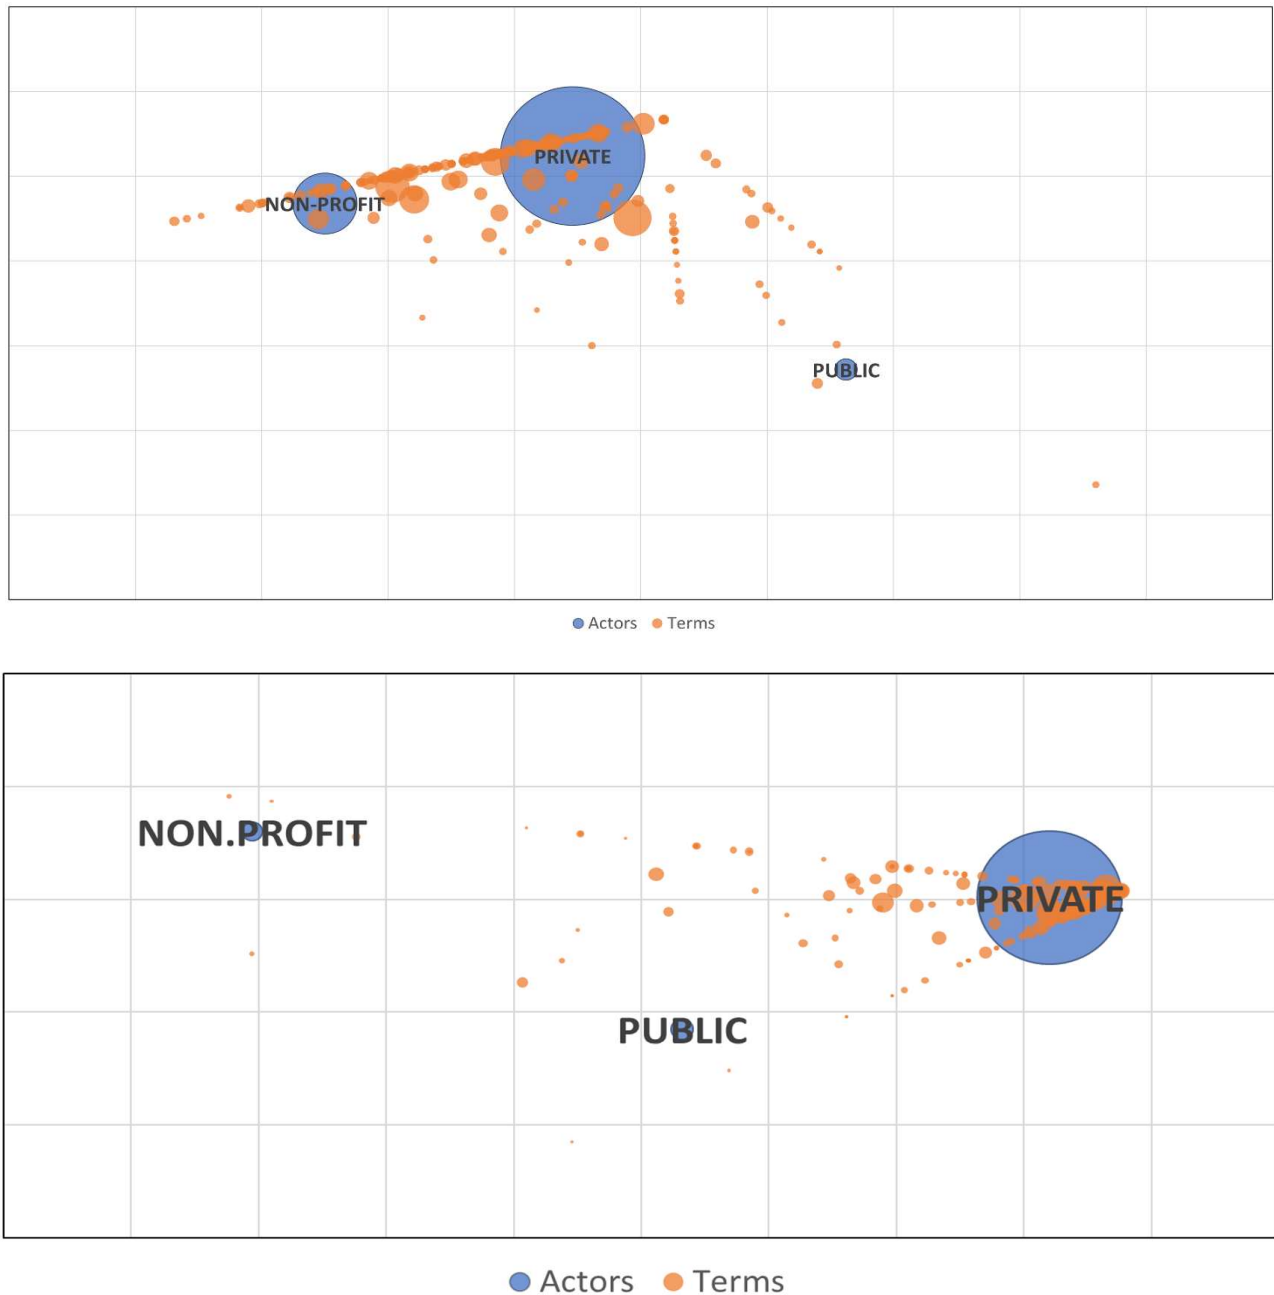 PRIVATE
NON-PROFIT
PUBLIC
Actors Terms
NON.PROFIT
PRIVATE
PUBLIC
Actors Terms